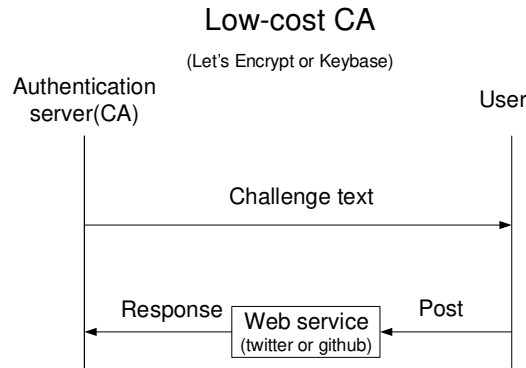 Low-cost CA
(Let's Encrypt or Keybase)
Authentication
server(CA)
User
Challenge text
Response
Web service
(twitter or github)
Post